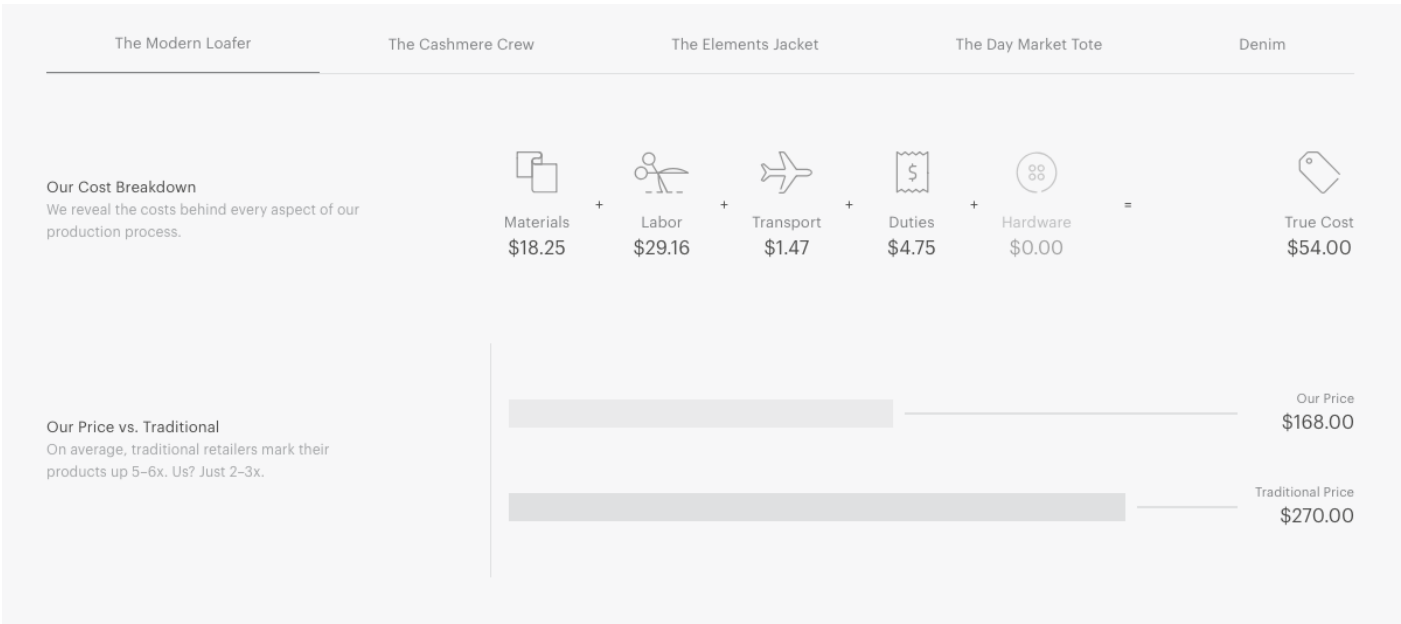 The Modern Loafer The Cashmere Crew The Elements Jacket The Day Market Tote Denim
Our Cost Breakdown
We reveal the costs behind every aspect of our
production process.
$
+ + + + =
Materials Labor Transport Duties Hardware True Cost
$18.25 $29.16 $1.47 $4.75 $0.00 $54.00
Our Price vs. Traditional
On average, traditional retailers mark their
products up 5–6x. Us? Just 2–3x.
Our Price
$168.00
Traditional Price
$270.00